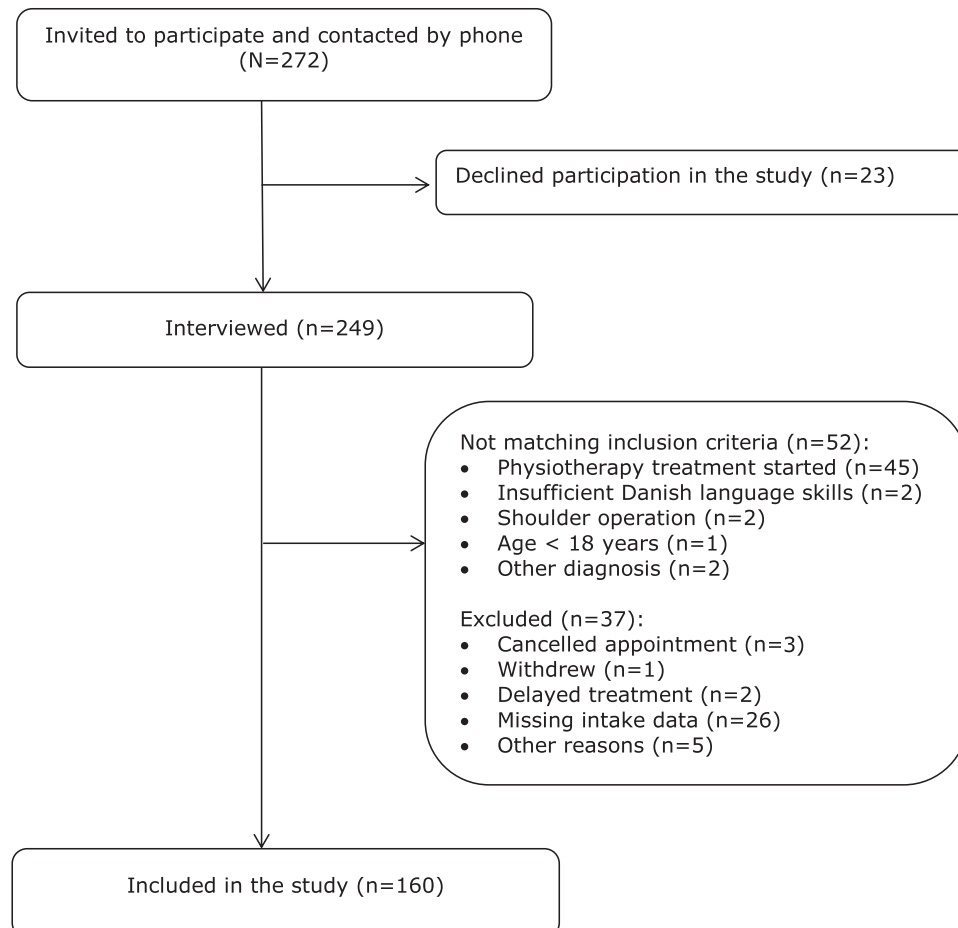 Invited to participate and contacted by phone
(N=272)
Declined participation in the study (n=23)
Interviewed (n=249)
Not matching inclusion criteria (n=52):
• Physiotherapy treatment started (n=45)
• Insufficient Danish language skills (n=2)
• Shoulder operation (n=2)
• Age < 18 years (n=1)
• Other diagnosis (n=2)
Excluded (n=37):
• Cancelled appointment (n=3)
• Withdrew (n=1)
• Delayed treatment (n=2)
• Missing intake data (n=26)
• Other reasons (n=5)
Included in the study (n=160)